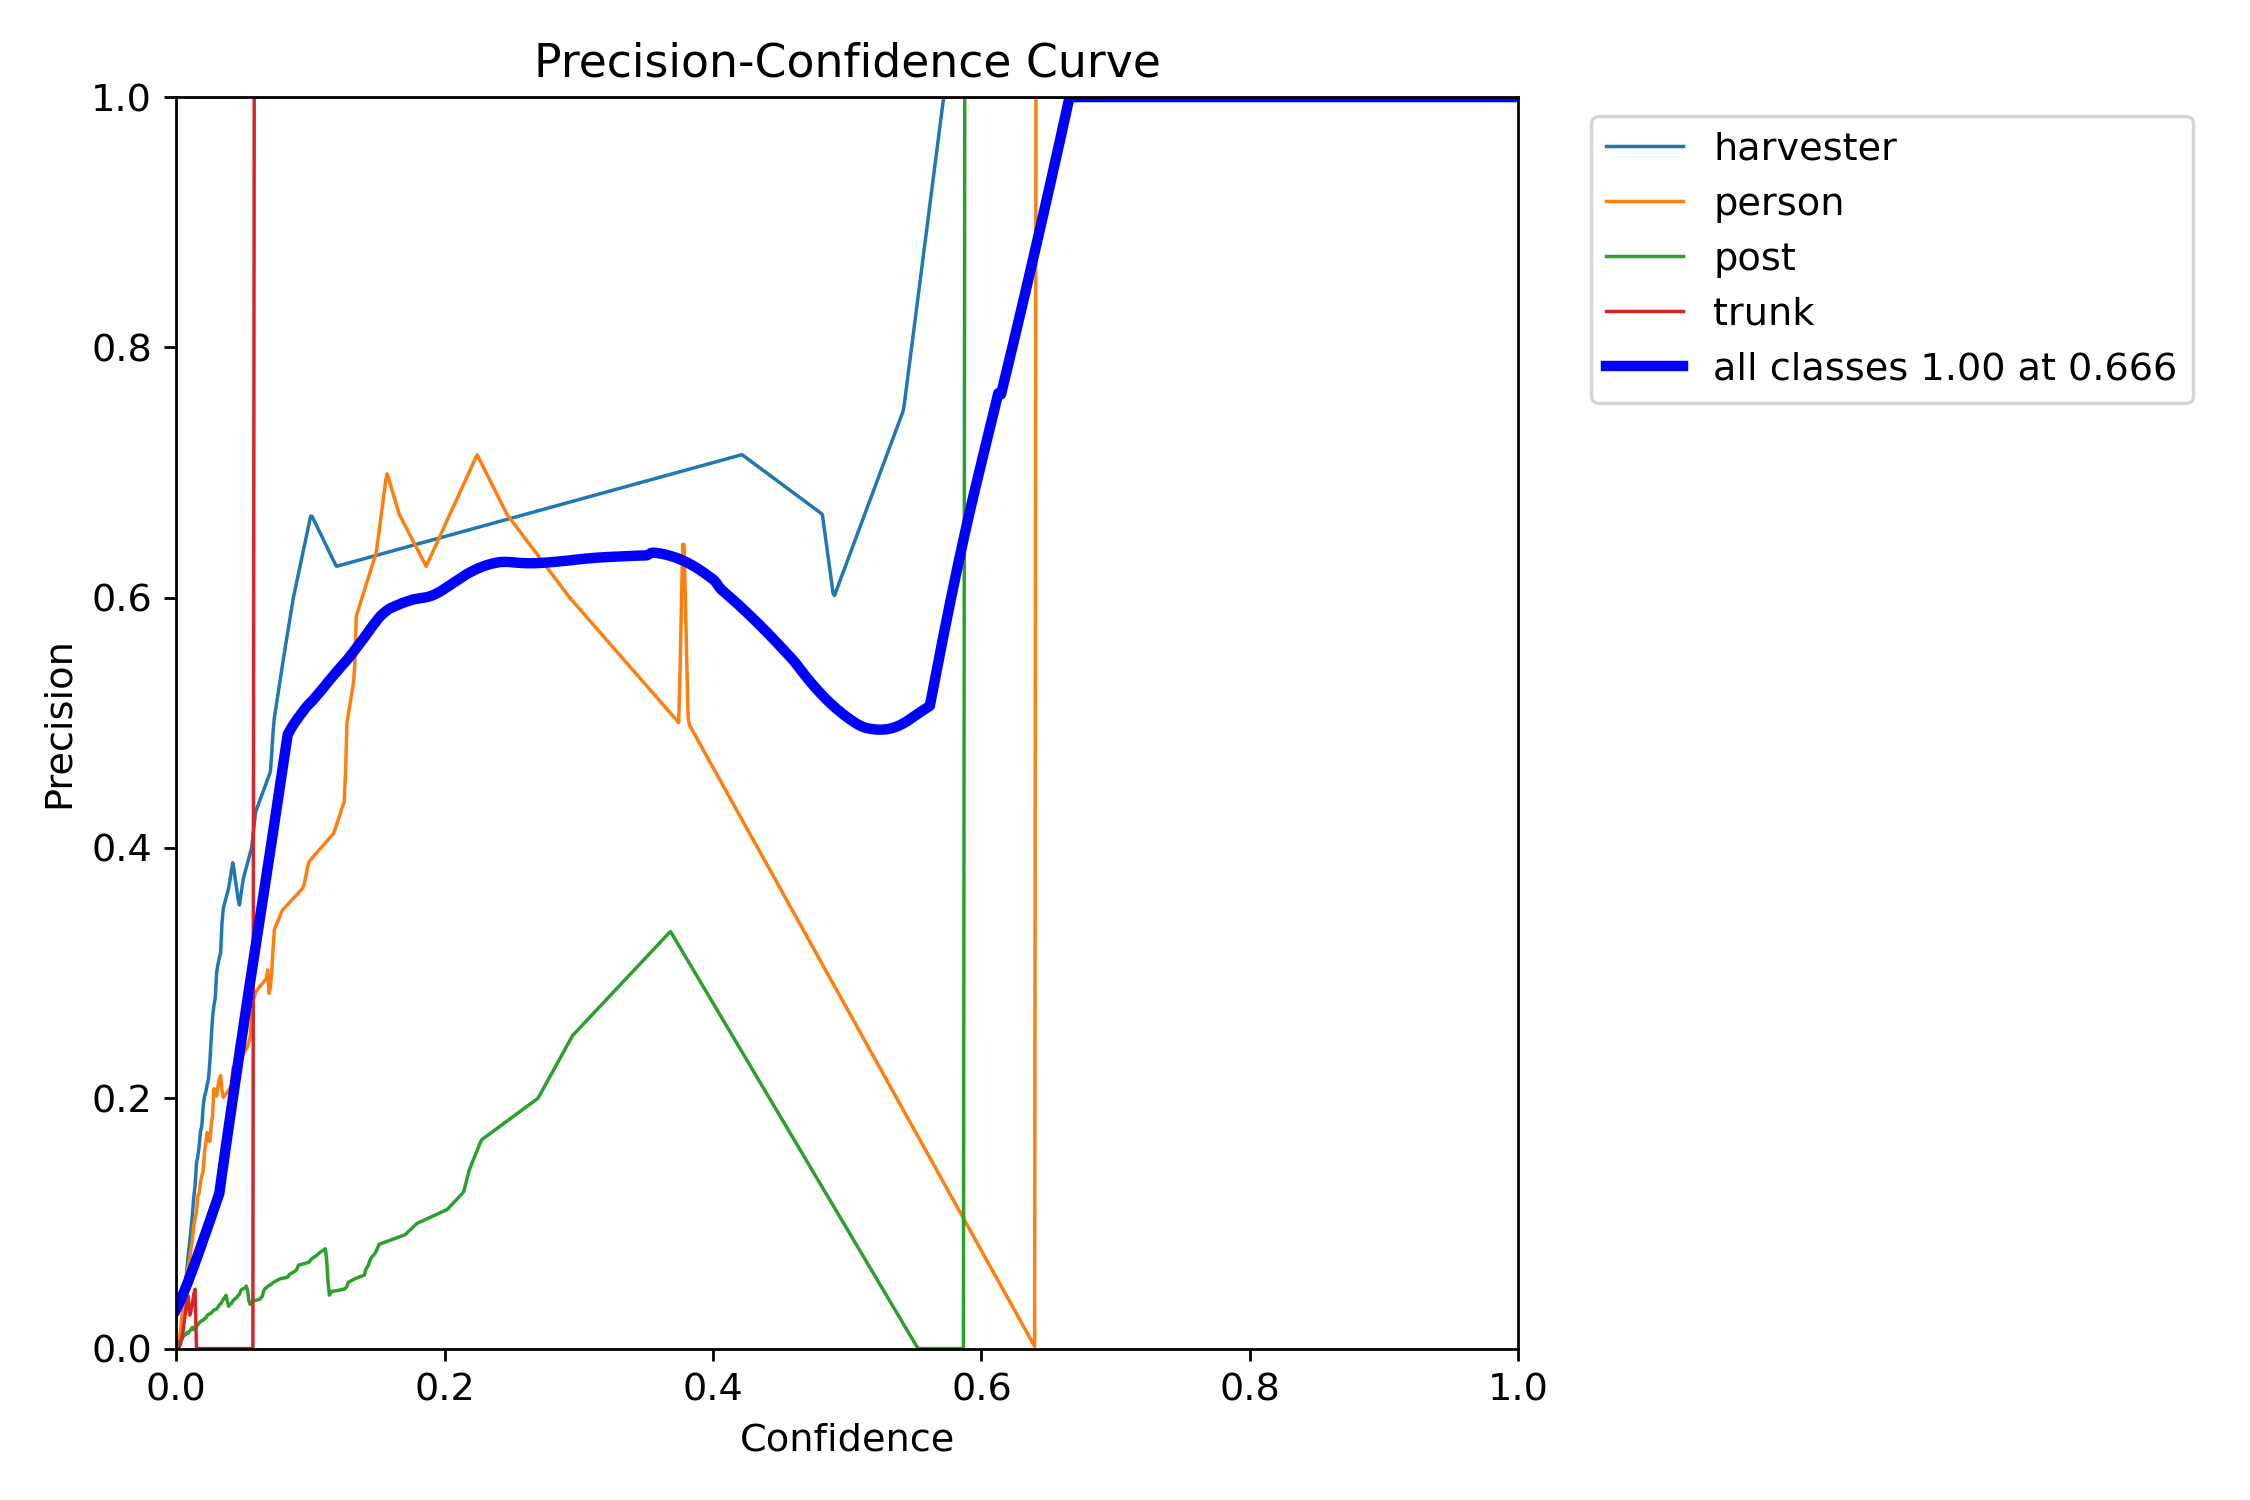 Precision-Confidence Curve
1.0
0.8
0.6
0.4
0.2
0.0
Precision
0.0 0.2 0.4 0.6 0.8 1.0
Confidence
harvester
person
post
trunk
all classes 1.00 at 0.666